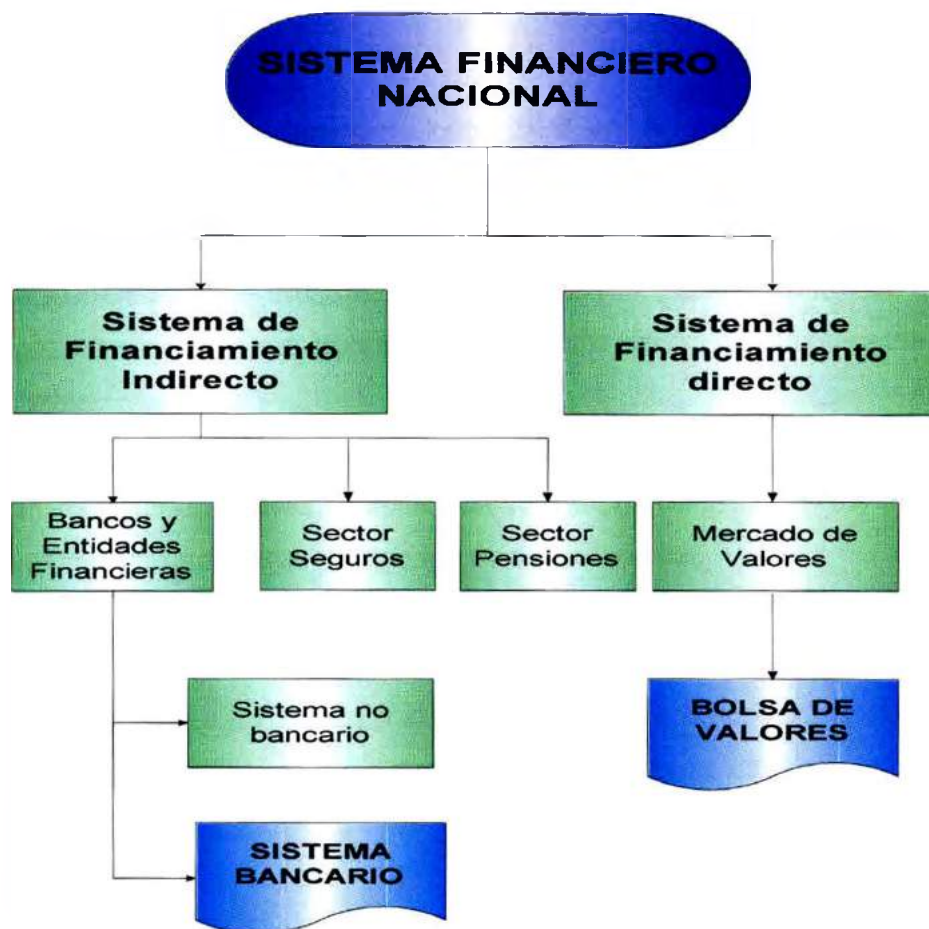 SISTEMA FINANCIERO
NACIONAL
Sistema de
Financiamiento
Indirecto
Sistema de
Financiamiento
directo
Bancos y
Entidades
Financieras
Sector
Seguros
Sector
Pensiones
Mercado de
Valores
Sistema no
bancario
BOLSA DE
VALORES
SISTEMA
BANCARIO